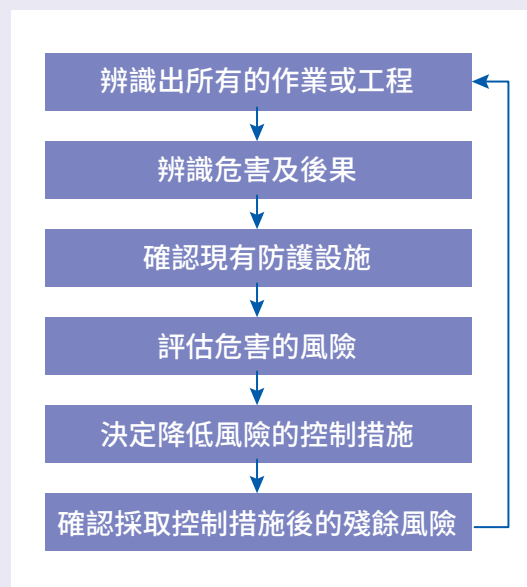 辨識出所有的作業或工程
辨識危害及後果
確認現有防護設施
評估危害的風險
決定降低風險的控制措施
確認採取控制措施後的殘餘風險